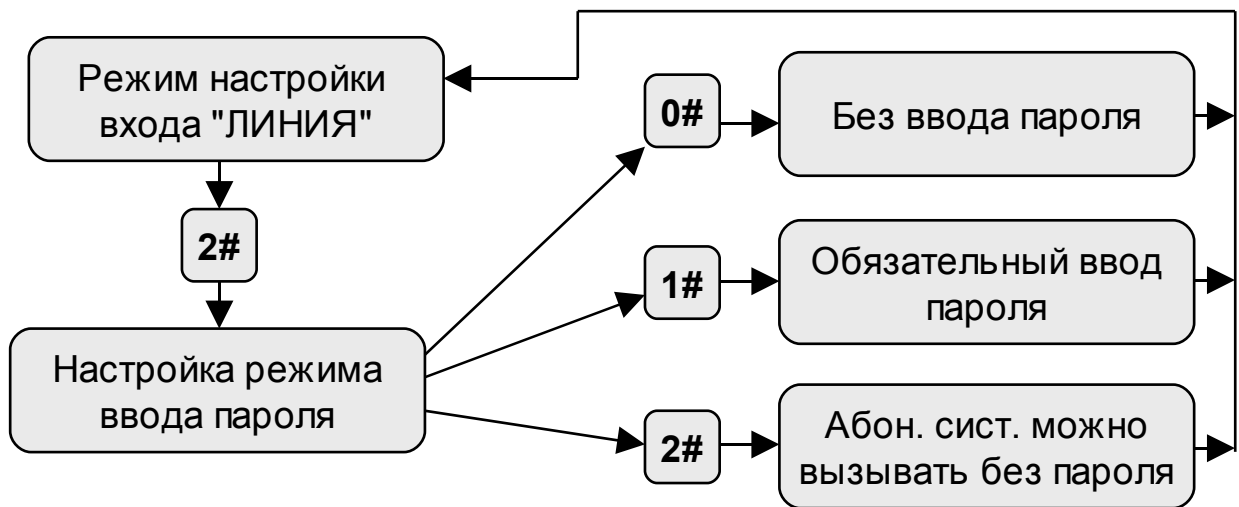 Режим настройки
входа "ЛИНИЯ"
2#
Настройка режима
ввода пароля
0#
Без ввода пароля
1#
Обязательный ввод
пароля
2#
Абон. сист. можно
вызывать без пароля